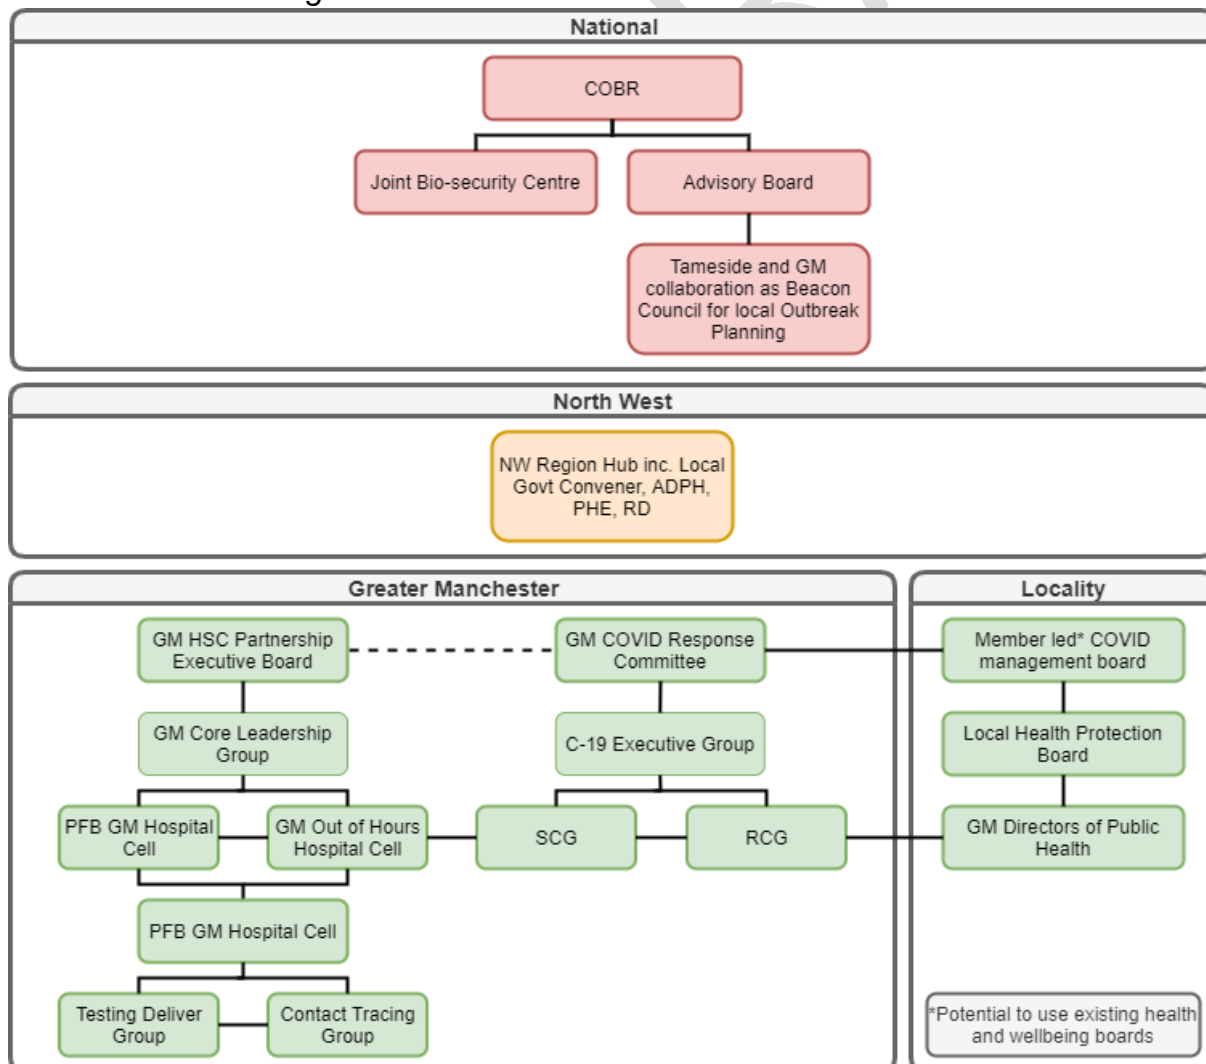 National
COBR
Joint Bio-security Centre
Advisory Board
Tameside and GM
collaboration as Beacon
Council for local Outbreak
Planning
North West
NW Region Hub inc. Local
Govt Convener, ADPH,
PHE, RD
Greater Manchester
GM HSC Partnership
Executive Board
GM COVID Response
Committee
GM Core Leadership
Group
C-19 Executive Group
PFB GM Hospital
Cell
GM Out of Hours
Hospital Cell
SCG
RCG
PFB GM Hospital Cell
Testing Deliver
Group
Contact Tracing
Group
Locality
Member led* COVID
management board
Local Health Protection
Board
GM Directors of Public
Health
*Potential to use existing health
and wellbeing boards